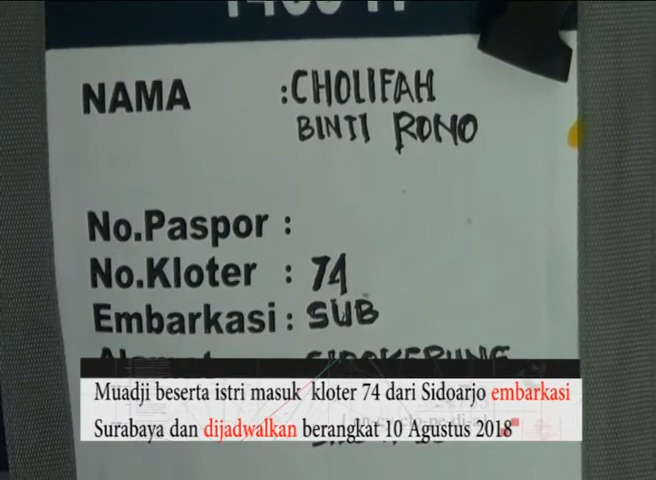 NAMA :CHOLIFAH
BINTI RONO
No.Paspor :
No.Kloter : 74
Embarkasi : SUB
Muadji beserta istri masuk kloter 74 dari Sidoarjo embarkasi
Surabaya dan dijadwalkan berangkat 10 Agustus 2018